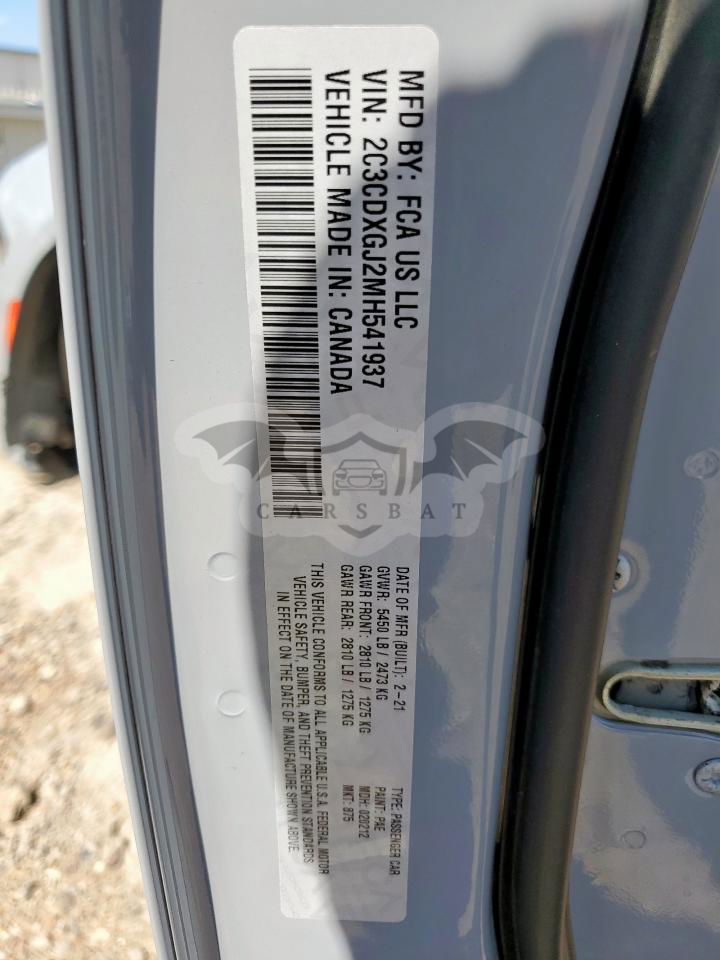 MFD BY: FCA US LLC
VIN: 2C3CDXGJ2MH541937
VEHICLE MADE IN: CANADA
CARSBAT
DATE OF MFR (BUILT): 2-21
GVWR: 5450 LB / 2473 KG
GAWR FRONT: 2810 LB / 1275 KG
GAWR REAR: 2810 LB / 1275 KG
TYPE: PASSENGER CAR
PAINT: PAE
MDH: 020212
MKT: 875
THIS VEHICLE CONFORMS TO ALL APPLICABLE U.S.A. FEDERAL MOTOR
VEHICLE SAFETY, BUMPER, AND THEFT PREVENTION STANDARDS
IN EFFECT ON THE DATE OF MANUFACTURE SHOWN ABOVE.